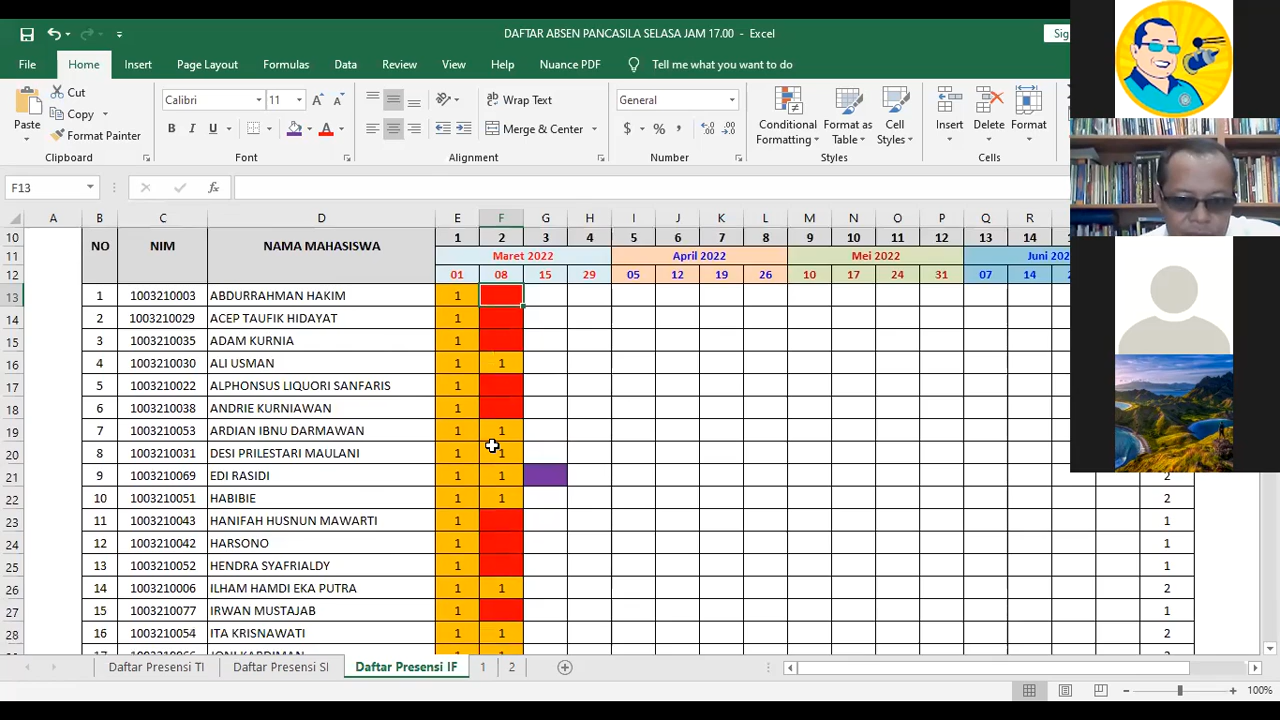 DAFTAR ABSEN PANCASILA SELASA JAM 17.00 - Excel
File Home Insert Page Layout Formulas Data Review View Help Nuance PDF Tell me what you want to do
Paste Cut Copy Format Painter Clipboard
Calibri 11 B I U Font
Wrap Text Merge & Center Alignment
General $ % Number
Conditional Formatting Format as Table Cell Styles Styles
Insert Delete Format Cells
F13 fx
A B C D E F G H I J K L M N O P Q R
10 NO NIM NAMA MAHASISWA 1 2 3 4 5 6 7 8 9 10 11 12 13 14
11 Maret 2022 April 2022 Mei 2022
12 01 08 15 29 05 12 19 26 10 17 24 31 07 14
13 1 1003210003 ABDURRAHMAN HAKIM 1
14 2 1003210029 ACEP TAUFIK HIDAYAT 1
15 3 1003210035 ADAM KURNIA 1
16 4 1003210030 ALI USMAN 1 1
17 5 1003210022 ALPHONSUS LIQUORI SANFARIS 1
18 6 1003210038 ANDRIE KURNIAWAN 1
19 7 1003210053 ARDIAN IBNU DARMAWAN 1 1
20 8 1003210031 DESI PRILESTARI MAULANI 1 1
21 9 1003210069 EDI RASIDI 1 1 2
22 10 1003210051 HABIBIE 1 1 2
23 11 1003210043 HANIFAH HUSNUN MAWARTI 1 1
24 12 1003210042 HARSONO 1 1
25 13 1003210052 HENDRA SYAFRIALDY 1 1
26 14 1003210006 ILHAM HAMDI EKA PUTRA 1 1 2
27 15 1003210077 IRWAN MUSTAJAB 1 1
28 16 1003210054 ITA KRISNAWATI 1 1 2
Daftar Presensi TI Daftar Presensi SI Daftar Presensi IF 1 2
100%